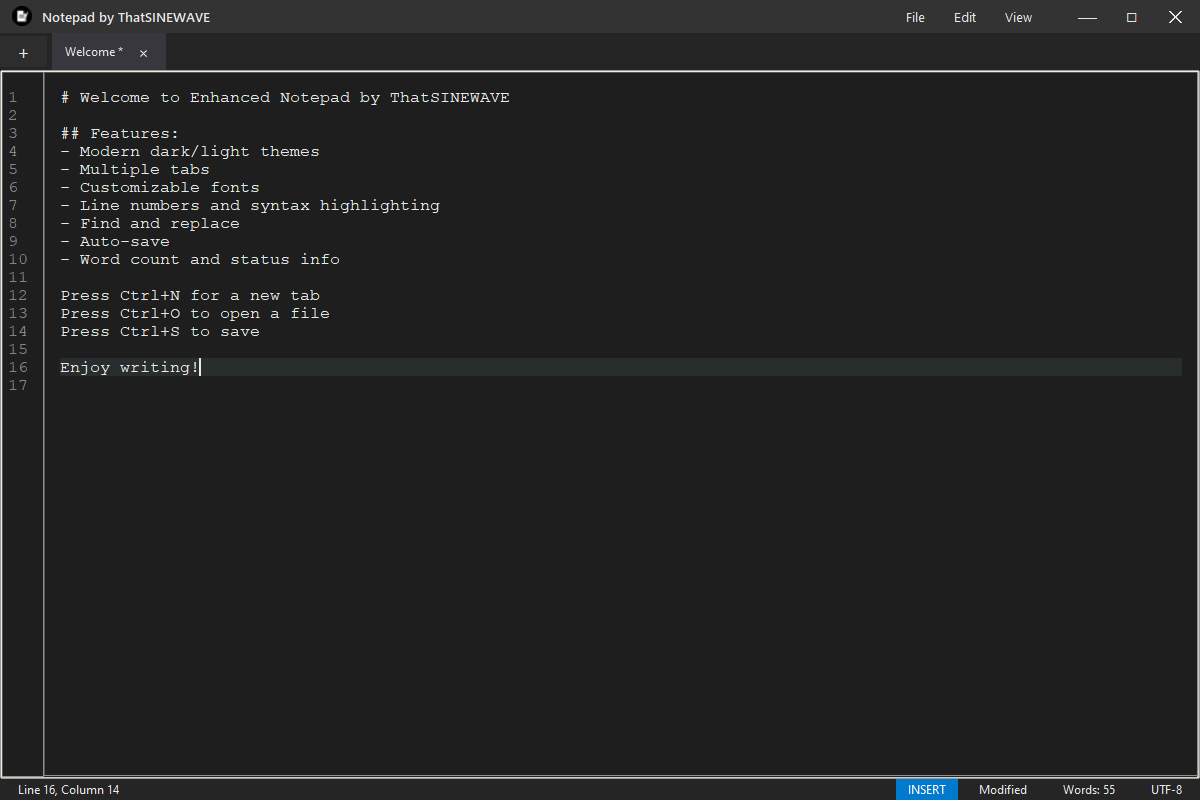 Notepad by ThatSINEWAVE File Edit View
+ Welcome * ×
1 # Welcome to Enhanced Notepad by ThatSINEWAVE
2
3 ## Features:
4 - Modern dark/light themes
5 - Multiple tabs
6 - Customizable fonts
7 - Line numbers and syntax highlighting
8 - Find and replace
9 - Auto-save
10 - Word count and status info
11
12 Press Ctrl+N for a new tab
13 Press Ctrl+O to open a file
14 Press Ctrl+S to save
15
16 Enjoy writing!
17
Line 16, Column 14 INSERT Modified Words: 55 UTF-8